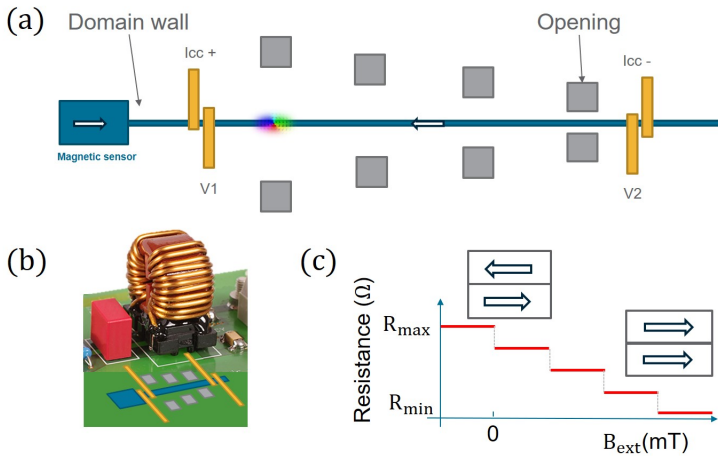 (a)
Domain wall
Icc +
Opening
Icc -
Magnetic sensor
V1
V2
(b)
(c)
Resistance (Ω)
Rmax
Rmin
0
Bext(mT)